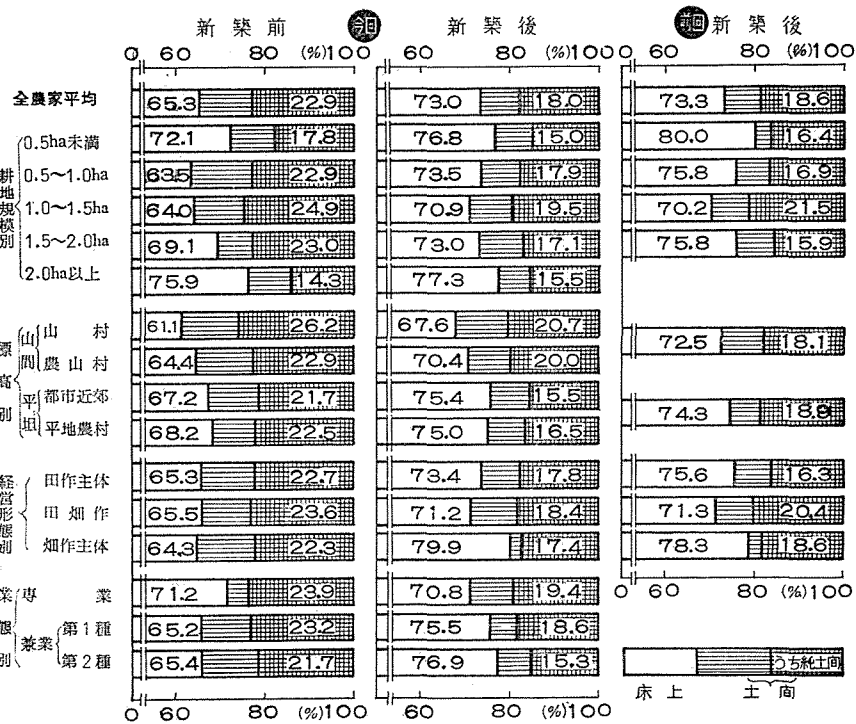 新築前 今回 新築後 前回 新築後
0 60 80 (%)100 60 80 (%)100 0 60 80 (%)100
全農家平均 65.3 22.9 73.0 18.0 73.3 18.6
耕地規模別
0.5ha未満 72.1 17.8 76.8 15.0 80.0 16.4
0.5〜1.0ha 63.5 22.9 73.5 17.9 75.8 16.9
1.0〜1.5ha 64.0 24.9 70.9 19.5 70.2 21.5
1.5〜2.0ha 69.1 23.0 73.0 17.1 75.8 15.9
2.0ha以上 75.9 14.3 77.3 15.5
標高別
山間
山村 61.1 26.2 67.6 20.7
72.5 18.1
農山村 64.4 22.9 70.4 20.0
平坦
都市近郊 67.2 21.7 75.4 15.5
74.3 18.9
平地農村 68.2 22.5 75.0 16.5
経営形態別
田作主体 65.3 22.7 73.4 17.8 75.6 16.3
田畑作 65.5 23.6 71.2 18.4 71.3 20.4
畑作主体 64.3 22.3 79.9 17.4 78.3 18.6
0 60 80 (%)100
業態別
専業 71.2 23.9 70.8 19.4
兼業
第1種 65.2 23.2 75.5 18.6
第2種 65.4 21.7 76.9 15.3
うち純土間
床上 土間
0 60 80 (%)100 60 80 (%)100